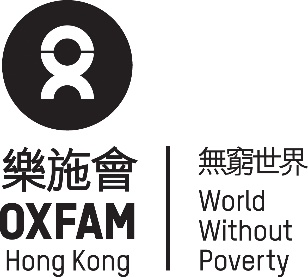 樂施會
OXFAM
Hong Kong
無窮世界
World
Without
Poverty